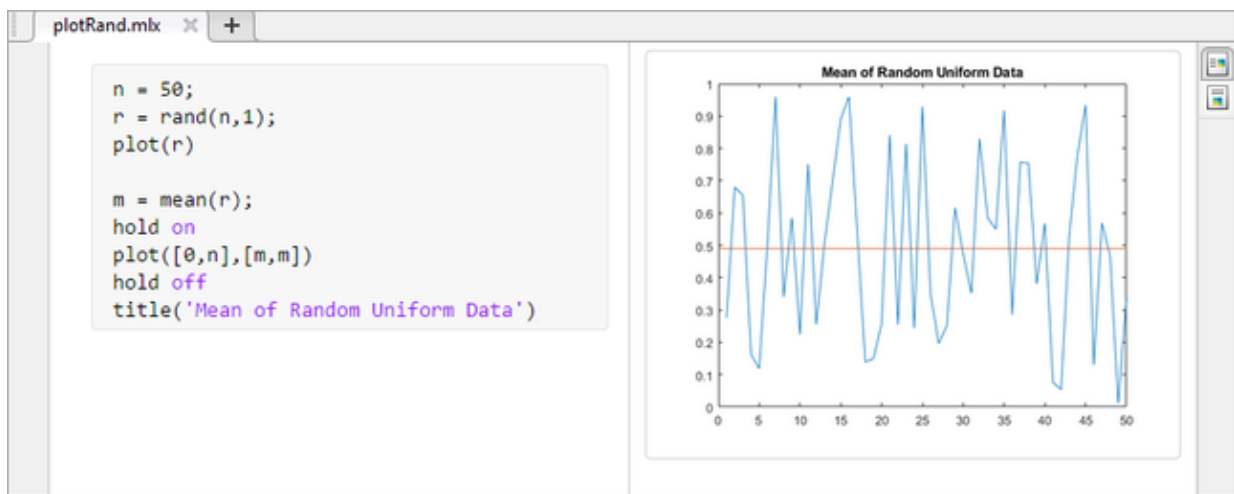 plotRand.mlx
n = 50;
r = rand(n,1);
plot(r)
m = mean(r);
hold on
plot([0,n],[m,m])
hold off
title('Mean of Random Uniform Data')
Mean of Random Uniform Data
1
0.9
0.8
0.7
0.6
0.5
0.4
0.3
0.2
0.1
0
0 5 10 15 20 25 30 35 40 45 50